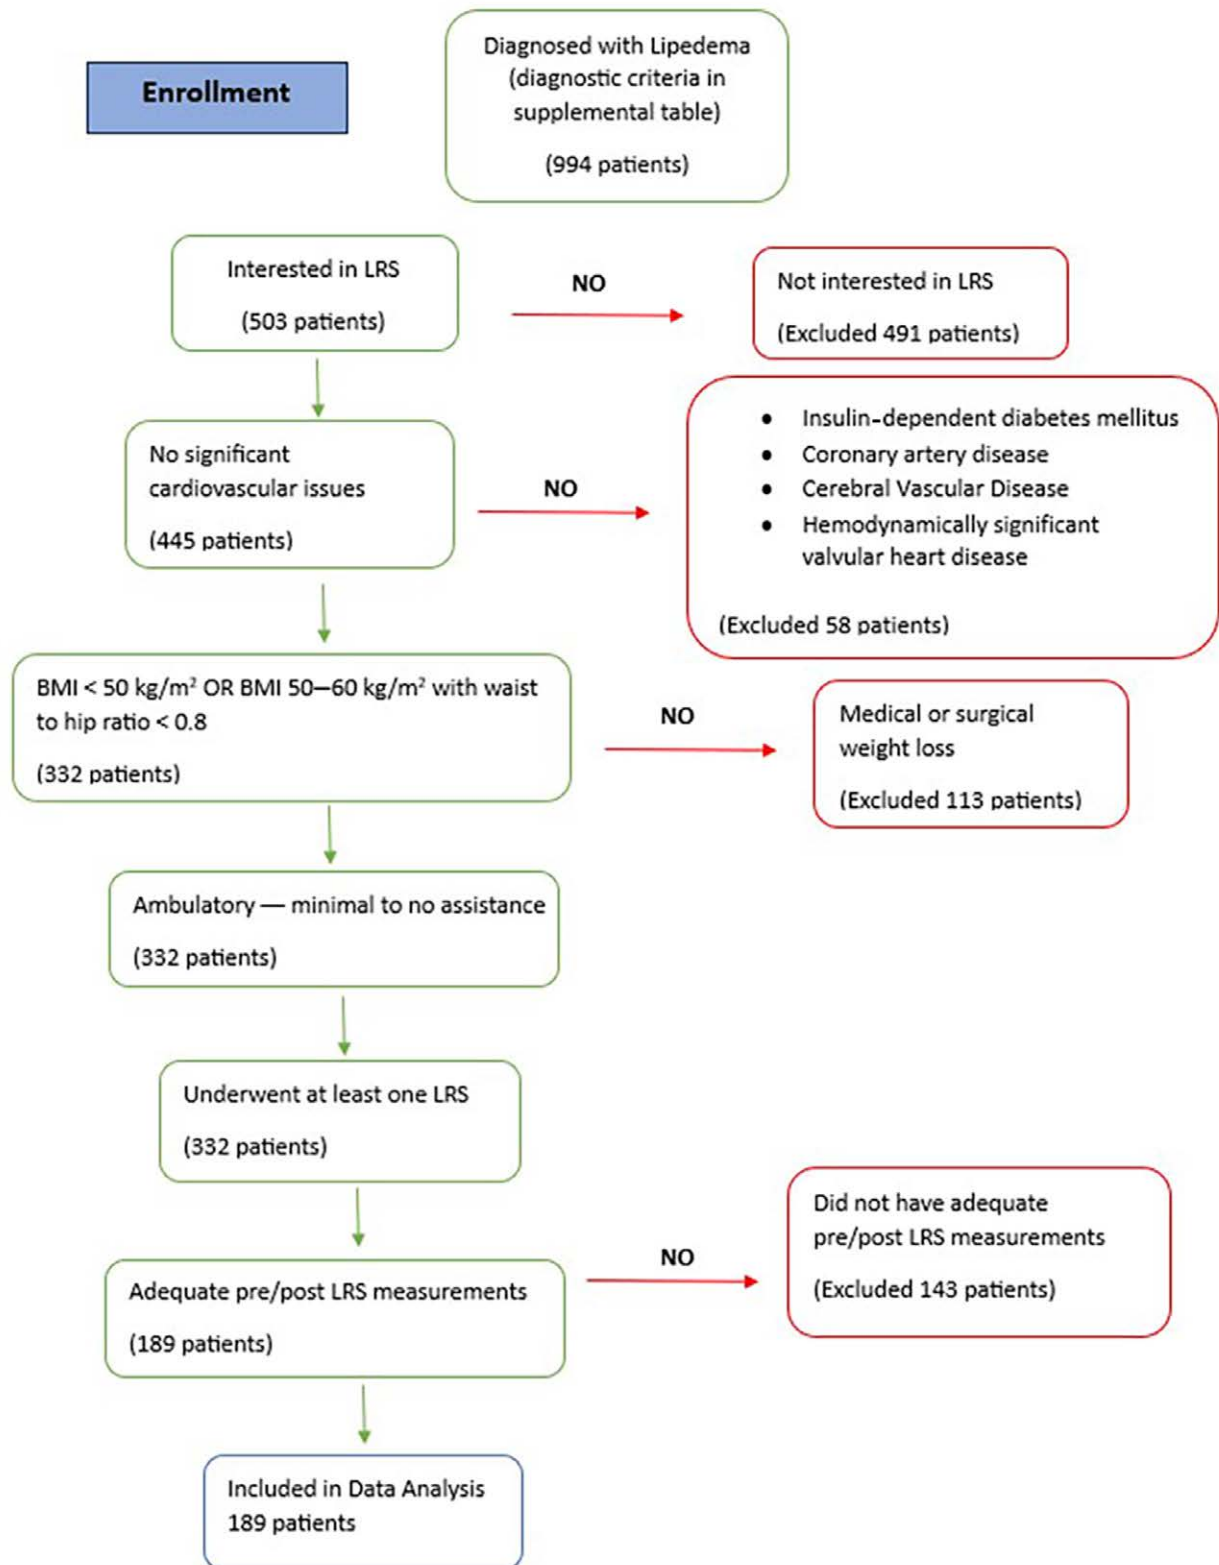 Enrollment
Diagnosed with Lipedema
(diagnostic criteria in
supplemental table)
(994 patients)
Interested in LRS
(503 patients)
NO
Not interested in LRS
(Excluded 491 patients)
No significant
cardiovascular issues
(445 patients)
NO
• Insulin-dependent diabetes mellitus
• Coronary artery disease
• Cerebral Vascular Disease
• Hemodynamically significant
valvular heart disease
(Excluded 58 patients)
BMI < 50 kg/m² OR BMI 50–60 kg/m² with waist
to hip ratio < 0.8
(332 patients)
NO
Medical or surgical
weight loss
(Excluded 113 patients)
Ambulatory — minimal to no assistance
(332 patients)
Underwent at least one LRS
(332 patients)
Adequate pre/post LRS measurements
(189 patients)
NO
Did not have adequate
pre/post LRS measurements
(Excluded 143 patients)
Included in Data Analysis
189 patients